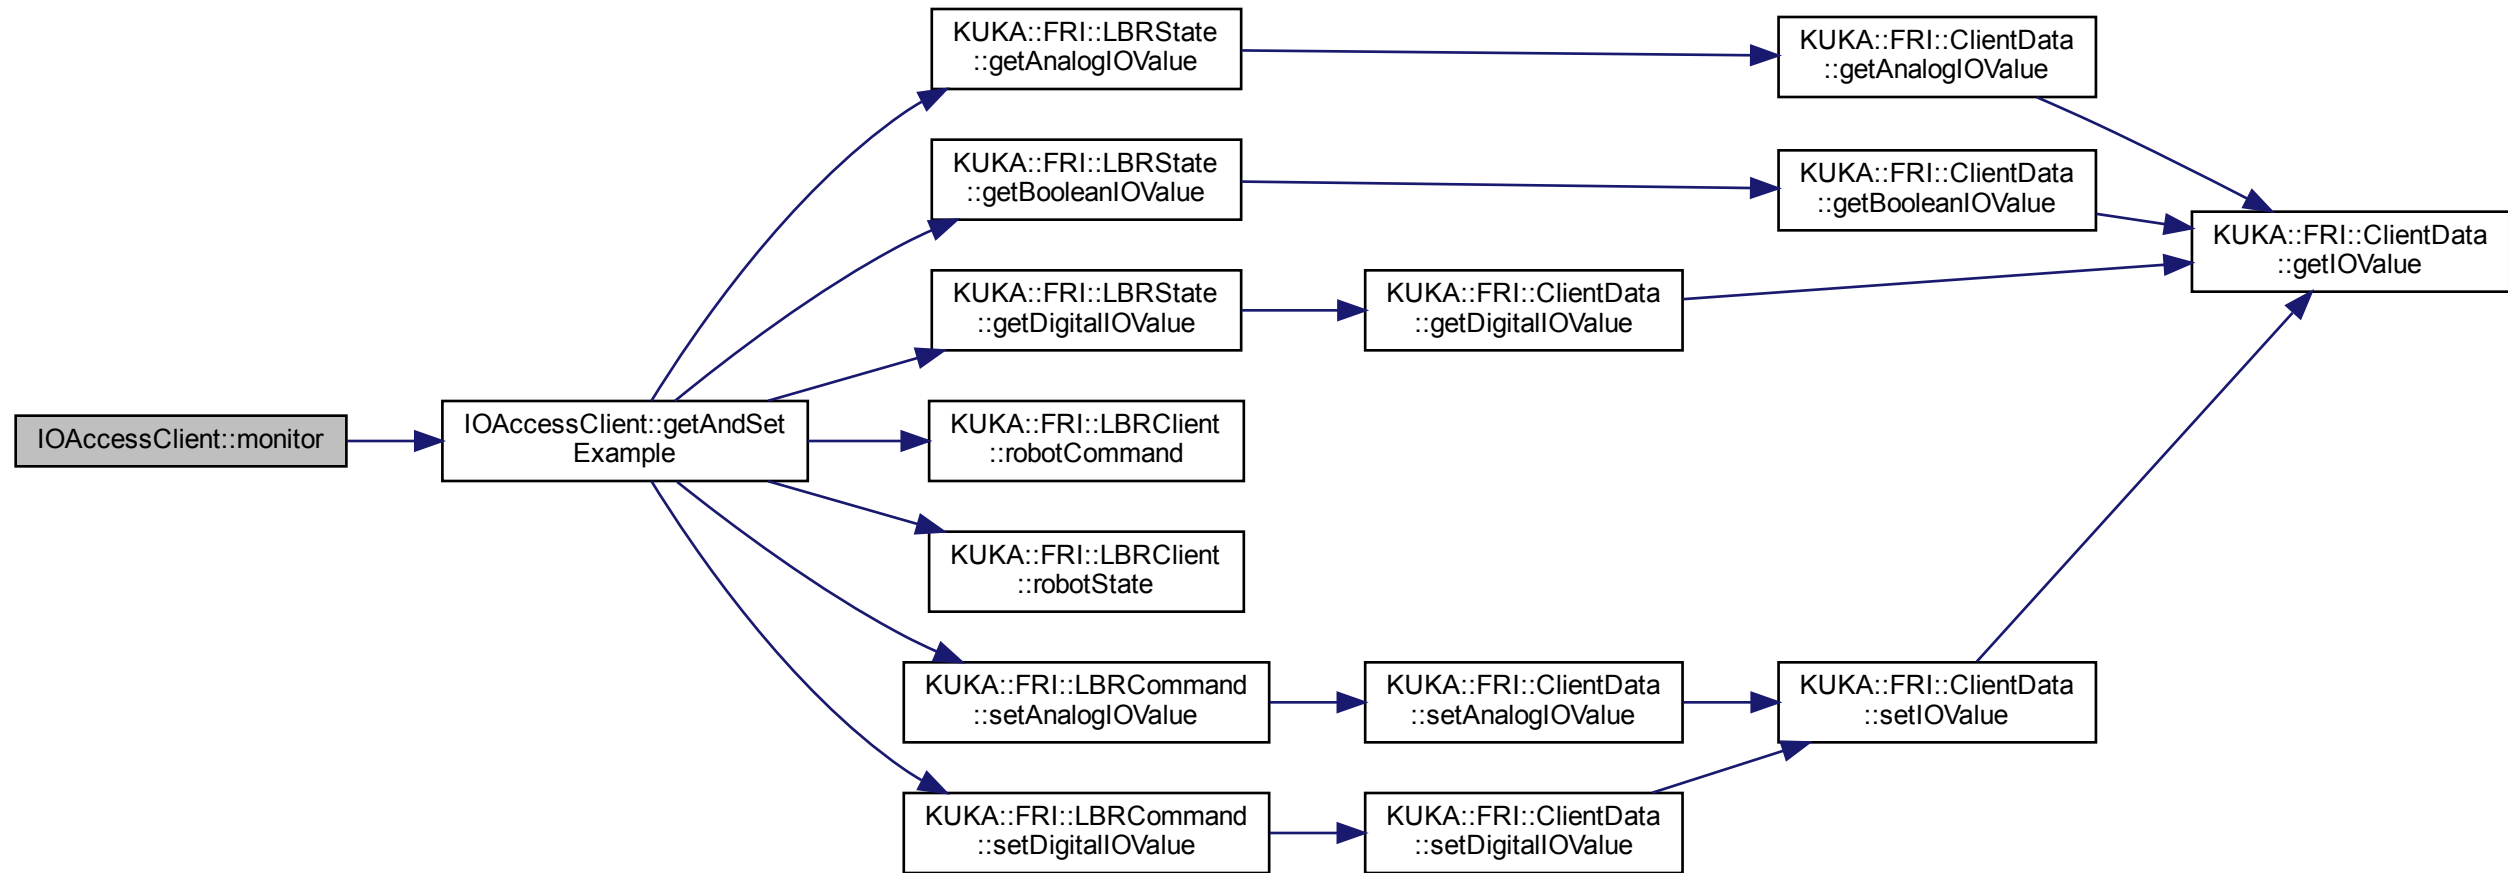 KUKA::FRI::LBRState
::getAnalogIOValue
KUKA::FRI::ClientData
::getAnalogIOValue
KUKA::FRI::LBRState
::getBooleanIOValue
KUKA::FRI::ClientData
::getBooleanIOValue
KUKA::FRI::ClientData
::getIOValue
KUKA::FRI::LBRState
::getDigitalIOValue
KUKA::FRI::ClientData
::getDigitalIOValue
IOAccessClient::monitor
IOAccessClient::getAndSet
Example
KUKA::FRI::LBRClient
::robotCommand
KUKA::FRI::LBRClient
::robotState
KUKA::FRI::LBRCommand
::setAnalogIOValue
KUKA::FRI::ClientData
::setAnalogIOValue
KUKA::FRI::ClientData
::setIOValue
KUKA::FRI::LBRCommand
::setDigitalIOValue
KUKA::FRI::ClientData
::setDigitalIOValue